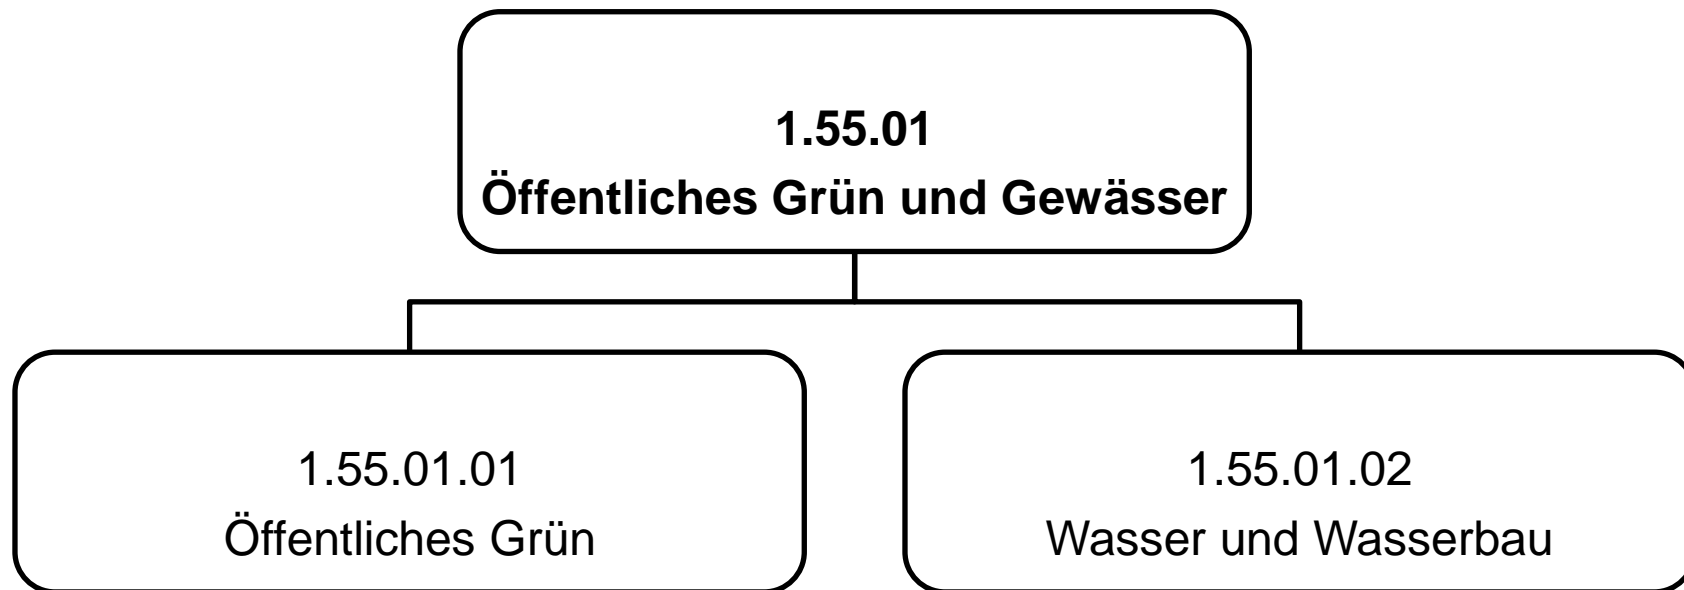 1.55.01
Öffentliches Grün und Gewässer
1.55.01.01
Öffentliches Grün
1.55.01.02
Wasser und Wasserbau